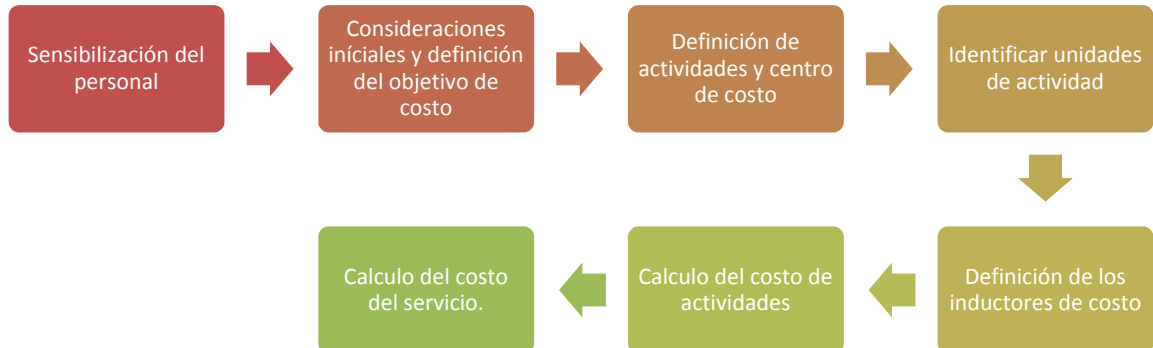 Sensibilización del
personal
Consideraciones
iníciales y definición
del objetivo de
costo
Definición de
actividades y centro
de costo
Identificar unidades
de actividad
Definición de los
inductores de costo
Calculo del costo de
actividades
Calculo del costo
del servicio.